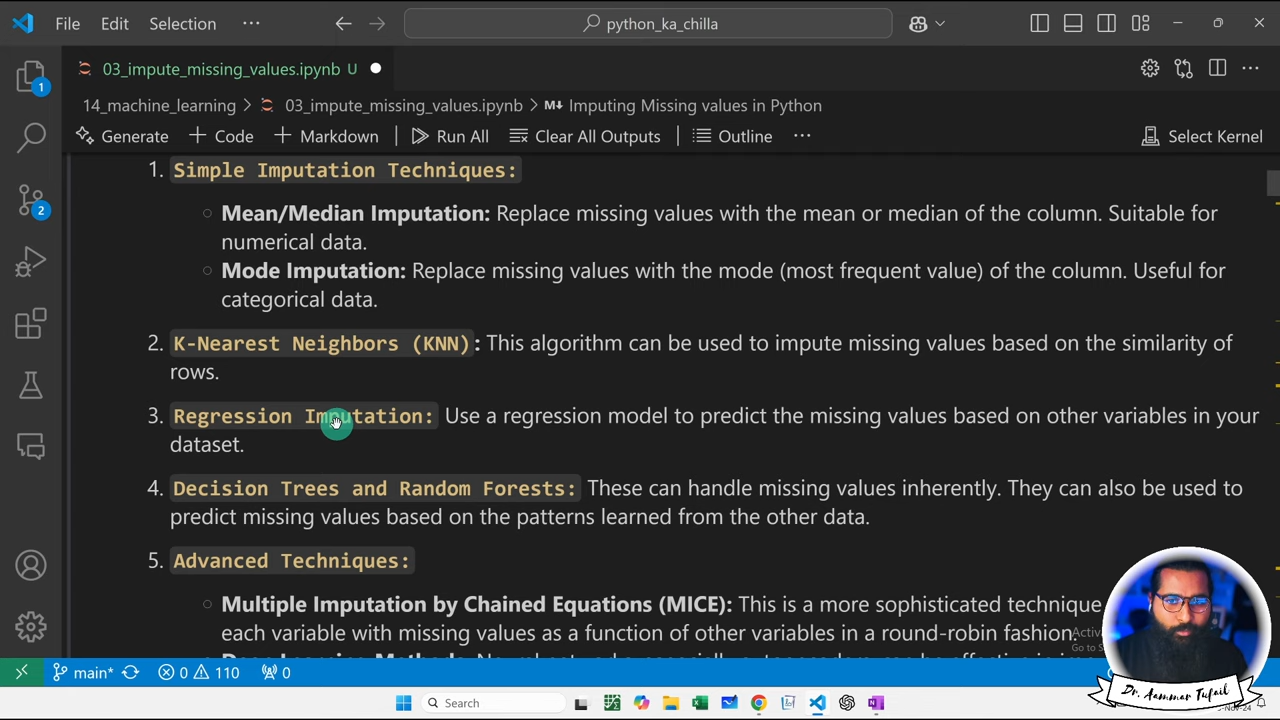 File Edit Selection ··· python_ka_chilla
03_impute_missing_values.ipynb U
14_machine_learning > 03_impute_missing_values.ipynb > M↓ Imputing Missing values in Python
Generate + Code + Markdown | Run All Clear All Outputs | Outline ··· Select Kernel
1
2
1. Simple Imputation Techniques:
Mean/Median Imputation: Replace missing values with the mean or median of the column. Suitable for
numerical data.
Mode Imputation: Replace missing values with the mode (most frequent value) of the column. Useful for
categorical data.
2. K-Nearest Neighbors (KNN): This algorithm can be used to impute missing values based on the similarity of
rows.
3. Regression Imputation: Use a regression model to predict the missing values based on other variables in your
dataset.
4. Decision Trees and Random Forests: These can handle missing values inherently. They can also be used to
predict missing values based on the patterns learned from the other data.
5. Advanced Techniques:
Multiple Imputation by Chained Equations (MICE): This is a more sophisticated technique
each variable with missing values as a function of other variables in a round-robin fashion.
main* 0 110 0
Dr. Aammar Tufail
Search